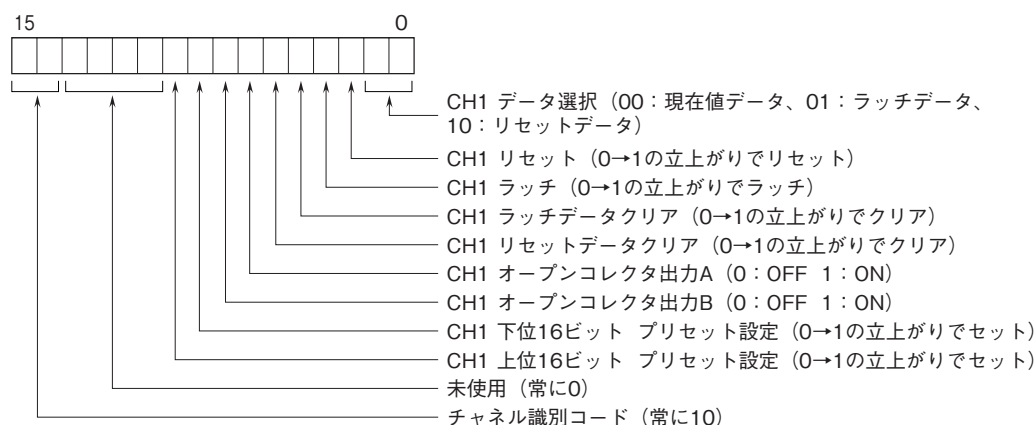 15 0
CH1 データ選択（00：現在値データ、01：ラッチデータ、
10：リセットデータ）
CH1 リセット（0→1の立上がりでリセット）
CH1 ラッチ（0→1の立上がりでラッチ）
CH1 ラッチデータクリア（0→1の立上がりでクリア）
CH1 リセットデータクリア（0→1の立上がりでクリア）
CH1 オープンコレクタ出力A（0：OFF 1：ON）
CH1 オープンコレクタ出力B（0：OFF 1：ON）
CH1 下位16ビット プリセット設定（0→1の立上がりでセット）
CH1 上位16ビット プリセット設定（0→1の立上がりでセット）
未使用（常に0）
チャネル識別コード（常に10）